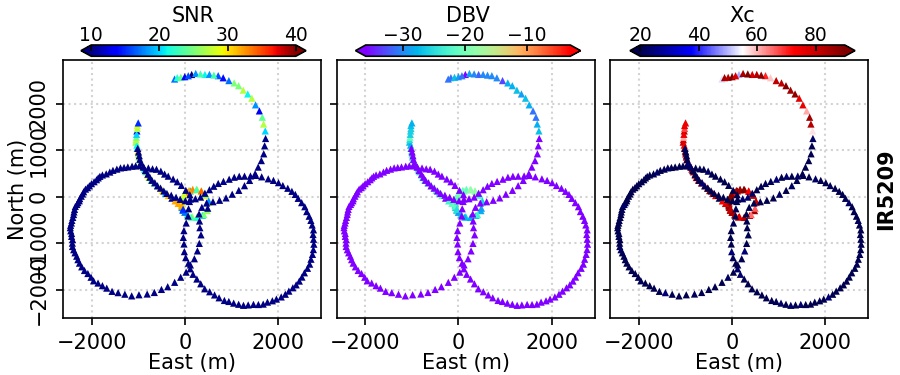 SNR DBV Xc
10 20 30 40 −30 −20 −10 20 40 60 80
North (m)
2000
1000
0
−1000
−2000
IR5209
−2000 0 2000 −2000 0 2000 −2000 0 2000
East (m) East (m) East (m)